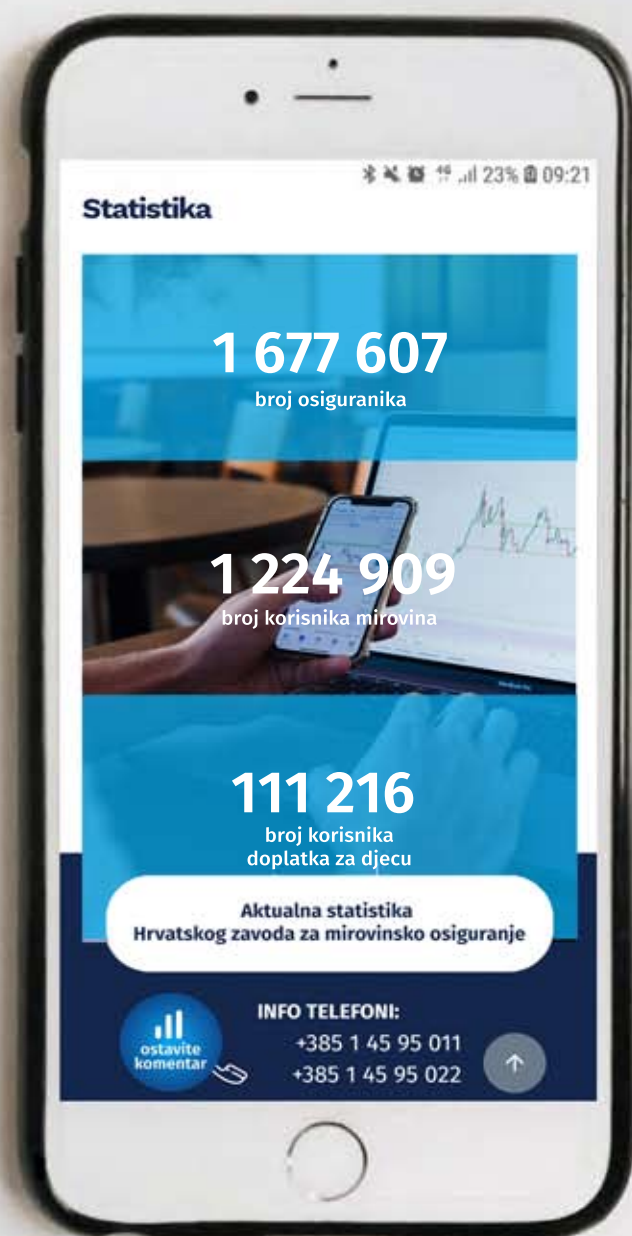 23% 09:21
Statistika
1 677 607
broj osiguranika
1 224 909
broj korisnika mirovina
111 216
broj korisnika
doplatka za djecu
Aktualna statistika
Hrvatskog zavoda za mirovinsko osiguranje
ostavite
komentar
INFO TELEFONI:
+385 1 45 95 011
+385 1 45 95 022